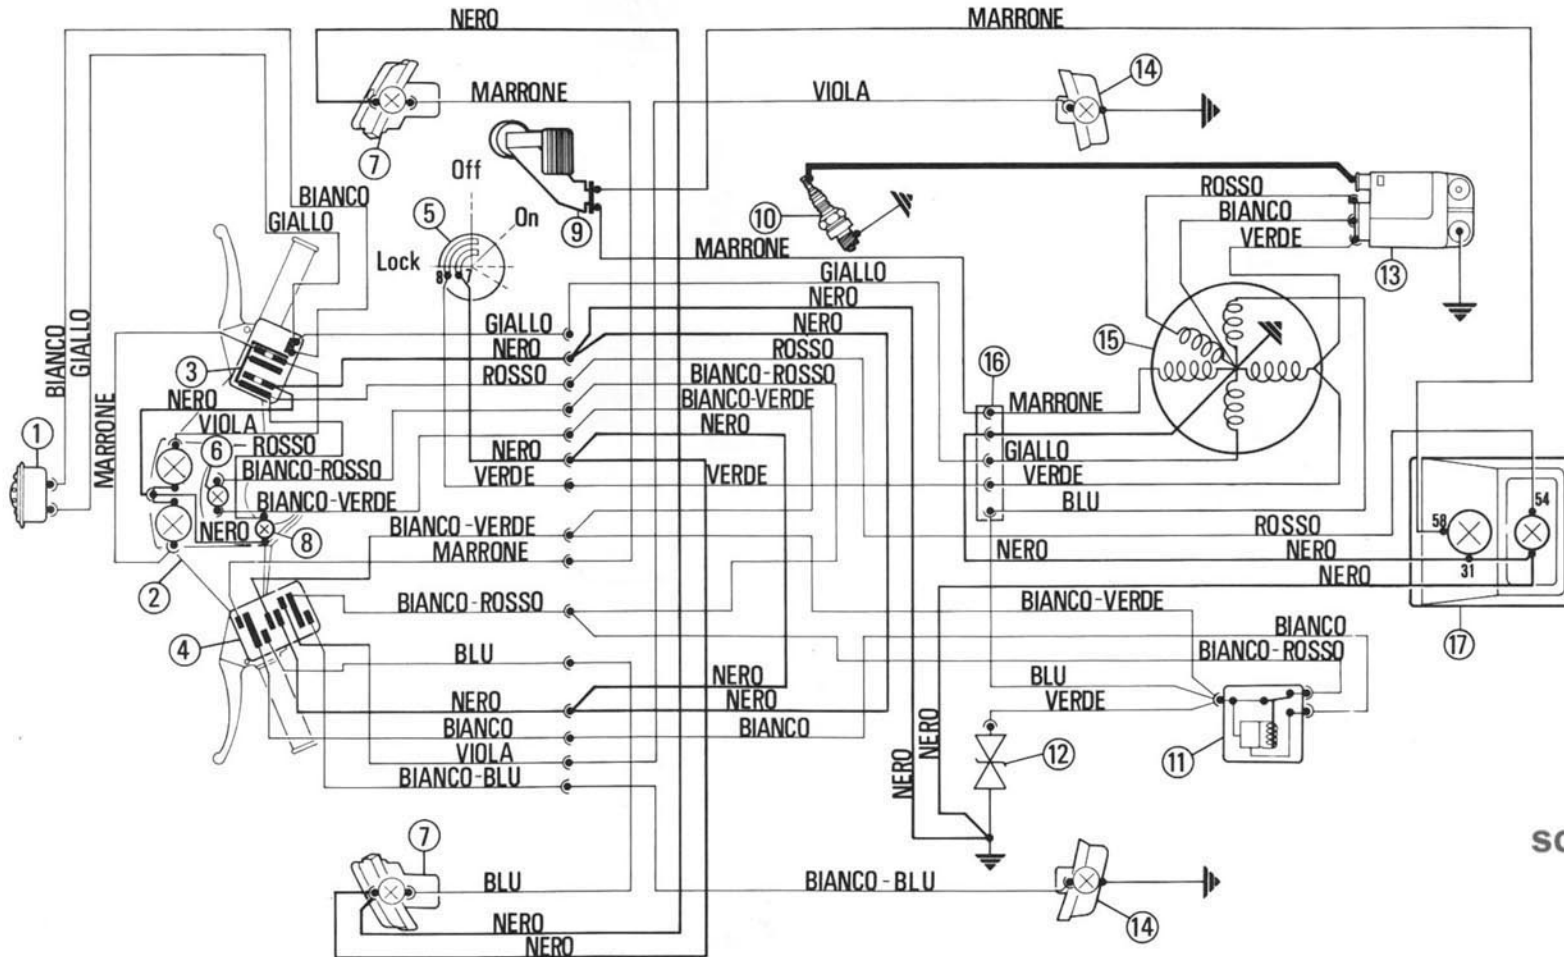 NERO
MARRONE
MARRONE
VIOLA
14
7
Off
On
Lock
5
8
7
9
10
ROSSO
BIANCO
VERDE
13
BIANCO
GIALLO
MARRONE
GIALLO
NERO
NERO
ROSSO
BIANCO-ROSSO
BIANCO-VERDE
NERO
GIALLO
NERO
ROSSO
BIANCO
GIALLO
3
15
16
MARRONE
GIALLO
VERDE
BLU
NERO
VIOLA
MARRONE
1
6
ROSSO
BIANCO-ROSSO
BIANCO-VERDE
NERO
8
NERO
VERDE
VERDE
BIANCO-VERDE
MARRONE
2
4
BIANCO-ROSSO
BLU
NERO
BIANCO
VIOLA
BIANCO-BLU
NERO
NERO
BIANCO
ROSSO
NERO
NERO
NERO
54
58
31
17
BIANCO-VERDE
BIANCO
BIANCO-ROSSO
BLU
VERDE
11
12
NERO
NERO
7
BLU
NERO
NERO
BIANCO-BLU
14